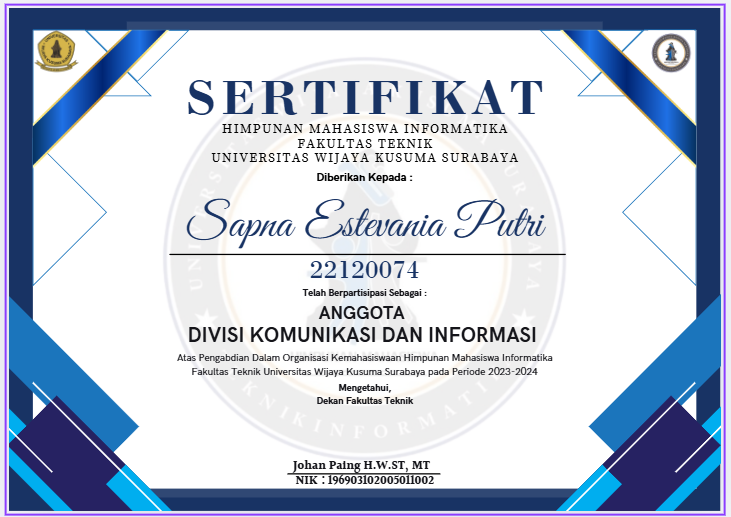 SERTIFIKAT
HIMPUNAN MAHASISWA INFORMATIKA
FAKULTAS TEKNIK
UNIVERSITAS WIJAYA KUSUMA SURABAYA
Diberikan Kepada :
Sapna Estevania Putri
22120074
Telah Berpartisipasi Sebagai :
ANGGOTA
DIVISI KOMUNIKASI DAN INFORMASI
Atas Pengabdian Dalam Organisasi Kemahasiswaan Himpunan Mahasiswa Informatika
Fakultas Teknik Universitas Wijaya Kusuma Surabaya pada Periode 2023-2024
Mengetahui,
Dekan Fakultas Teknik
Johan Paing H.W.ST, MT
NIK : 196903102005011002